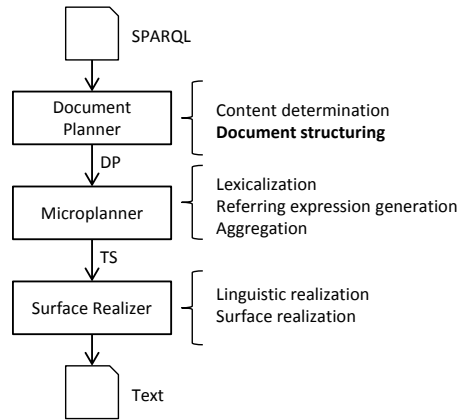 SPARQL
Document
Planner
Content determination
Document structuring
DP
Microplanner
Lexicalization
Referring expression generation
Aggregation
TS
Surface Realizer
Linguistic realization
Surface realization
Text